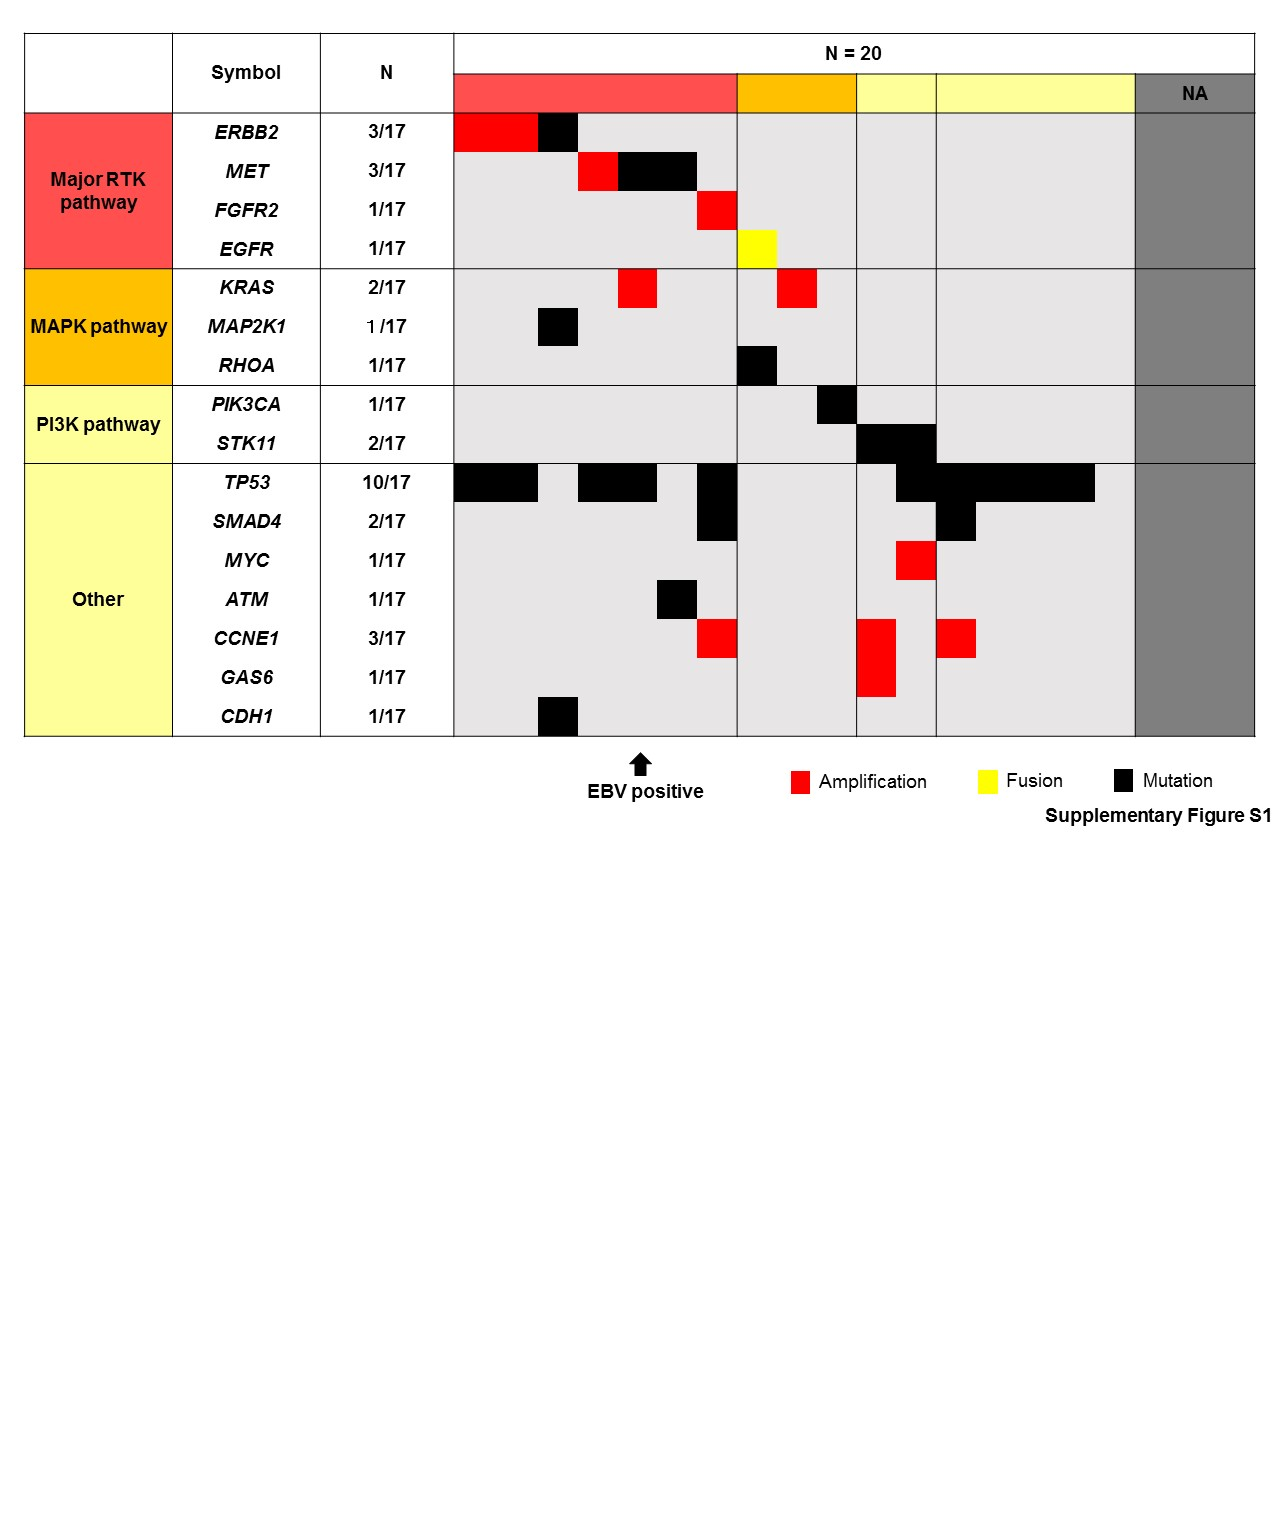 N = 20
Symbol N
NA
Major RTK
pathway
ERBB2 3/17
MET 3/17
FGFR2 1/17
EGFR 1/17
MAPK pathway
KRAS 2/17
MAP2K1 1/17
RHOA 1/17
PI3K pathway
PIK3CA 1/17
STK11 2/17
Other
TP53 10/17
SMAD4 2/17
MYC 1/17
ATM 1/17
CCNE1 3/17
GAS6 1/17
CDH1 1/17
EBV positive
Amplification Fusion Mutation
Supplementary Figure S1